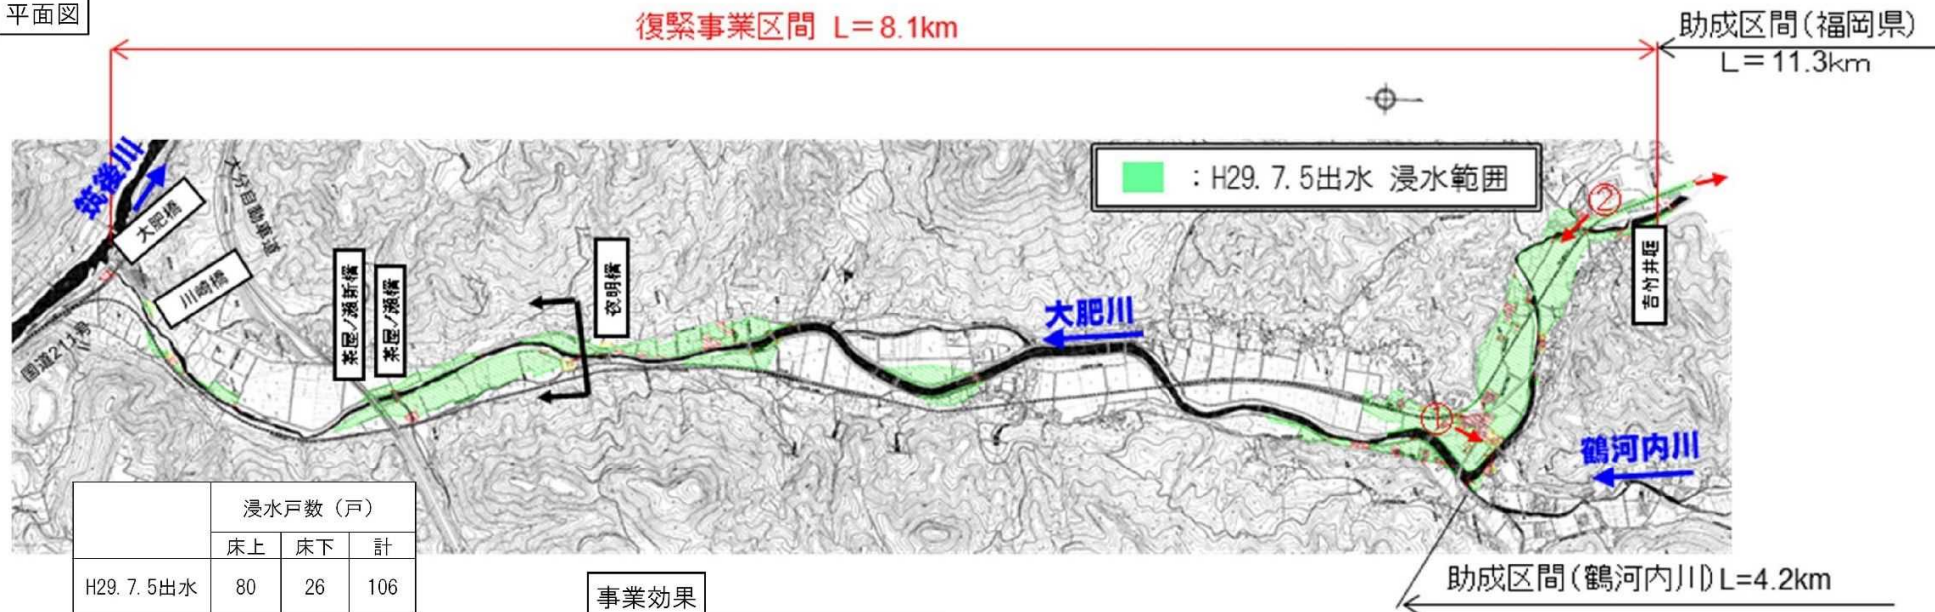 平面図
復緊事業区間 L=8.1km
助成区間(福岡県)
L=11.3km
筑後川
大肥橋
大分自動車道
川崎橋
国道211号
茶屋ノ瀬新橋
茶屋ノ瀬橋
夜明橋
:H29.7.5出水 浸水範囲
大肥川
②
吉竹井堰
①
鶴河内川
助成区間(鶴河内川)L=4.2km
浸水戸数(戸)
床上 床下 計
H29.7.5出水 80 26 106
事業効果